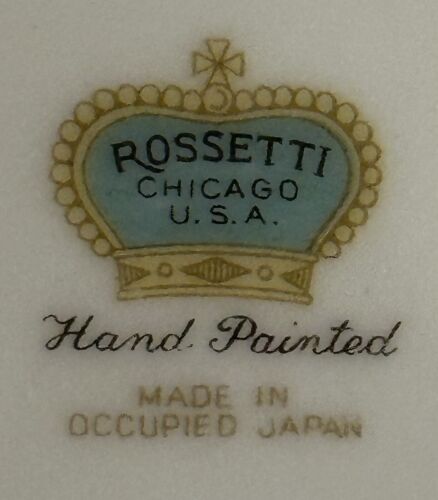 ROSSETTI
CHICAGO
U.S.A.
Hand Painted
MADE IN
OCCUPIED JAPAN